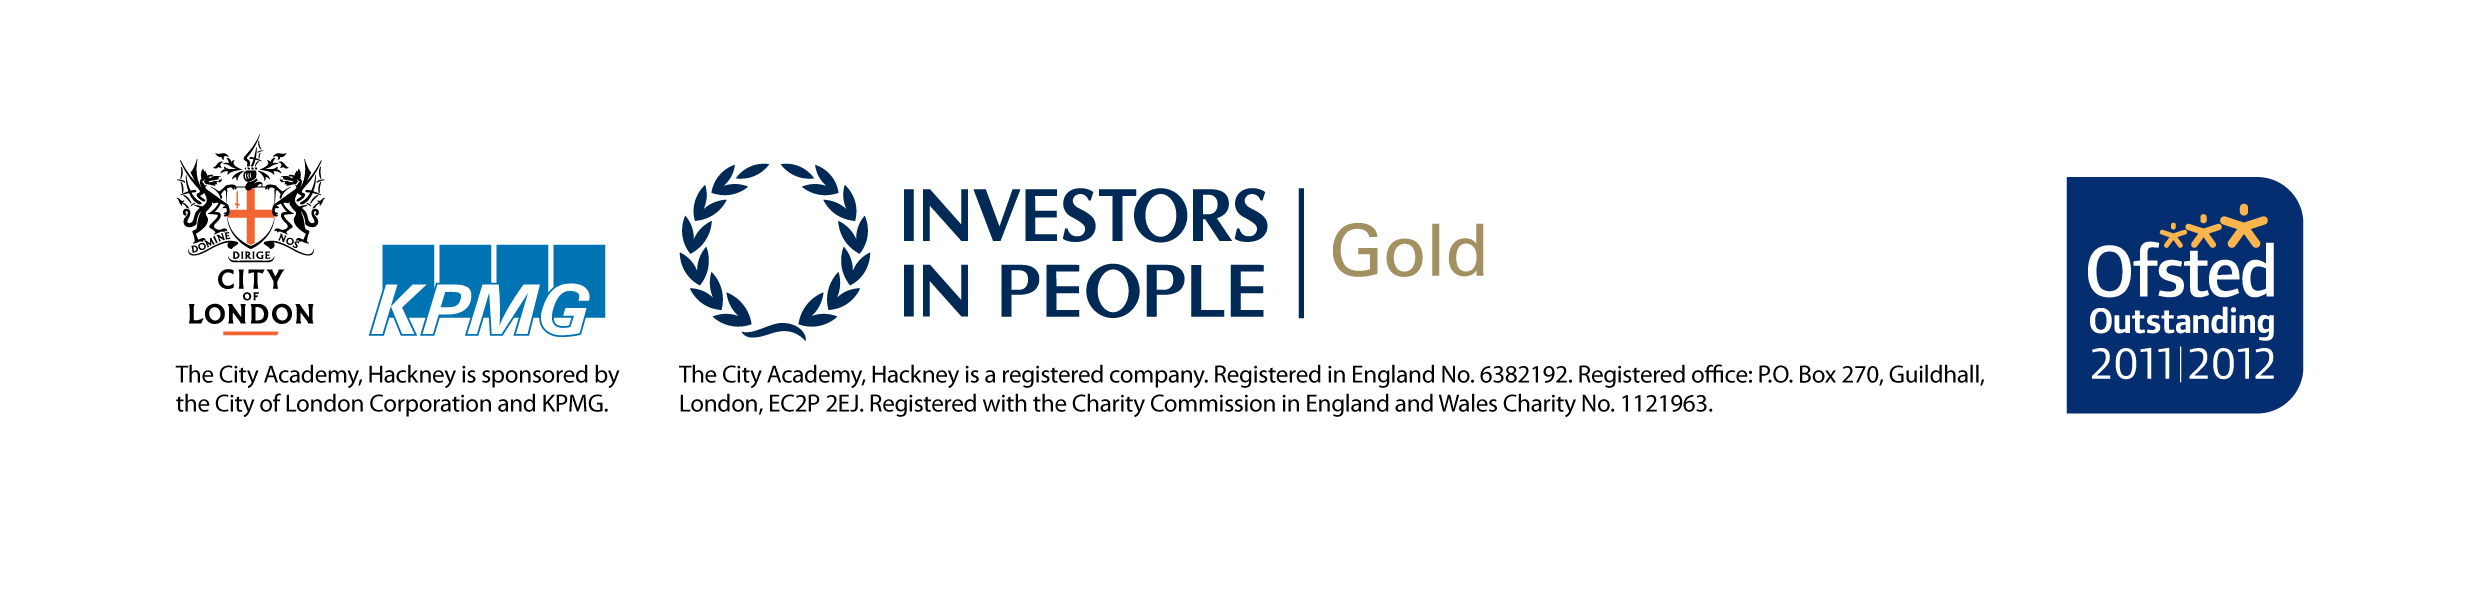 DOMINE NOS
DIRIGE
CITY
OF
LONDON
KPMG
The City Academy, Hackney is sponsored by
the City of London Corporation and KPMG.
INVESTORS
IN PEOPLE
Gold
The City Academy, Hackney is a registered company. Registered in England No. 6382192. Registered office: P.O. Box 270, Guildhall,
London, EC2P 2EJ. Registered with the Charity Commission in England and Wales Charity No. 1121963.
Ofsted
Outstanding
2011|2012